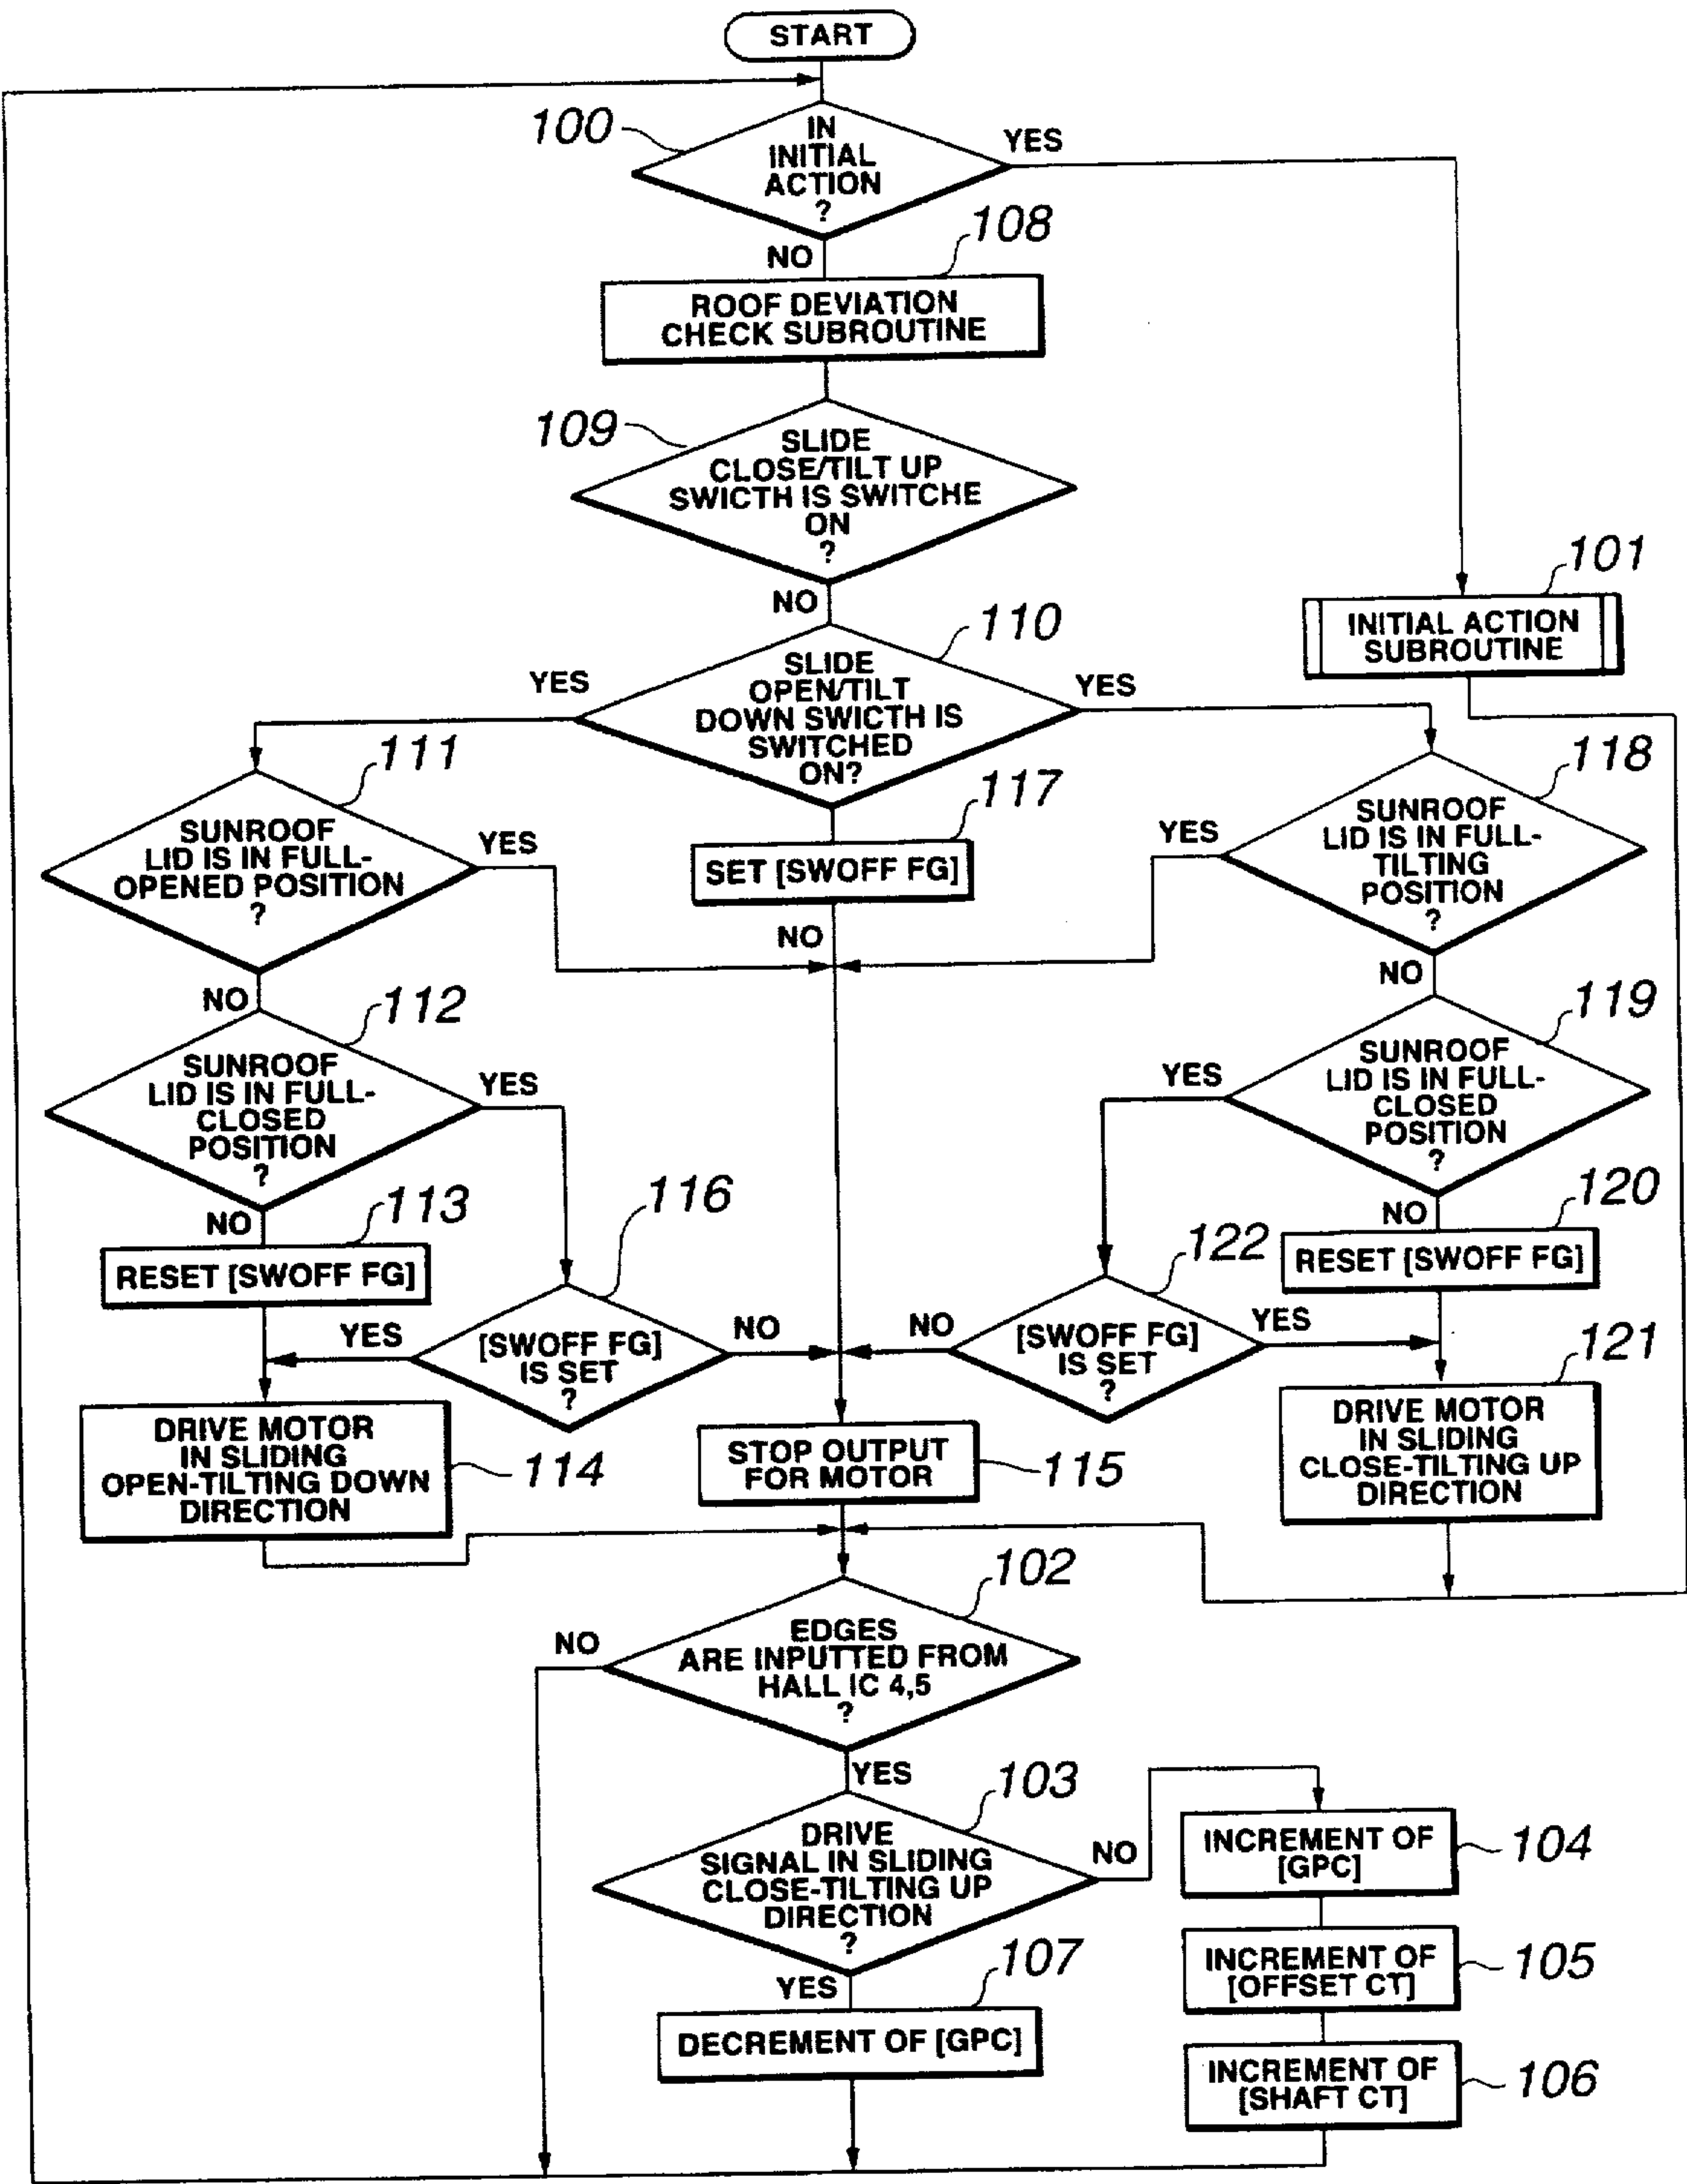 START
100
IN
INITIAL
ACTION
?
YES
NO
108
ROOF DEVIATION
CHECK SUBROUTINE
109
SLIDE
CLOSE/TILT UP
SWICTH IS SWITCHE
ON
?
NO
101
INITIAL ACTION
SUBROUTINE
110
SLIDE
OPEN/TILT
DOWN SWICTH IS
SWITCHED
ON?
YES
YES
111
SUNROOF
LID IS IN FULL-
OPENED POSITION
?
YES
NO
117
SET [SWOFF FG]
NO
118
SUNROOF
LID IS IN FULL-
TILTING
POSITION
?
YES
NO
112
SUNROOF
LID IS IN FULL-
CLOSED
POSITION
?
YES
NO
119
SUNROOF
LID IS IN FULL-
CLOSED
POSITION
?
YES
NO
113
RESET [SWOFF FG]
116
[SWOFF FG]
IS SET
?
YES
NO
122
[SWOFF FG]
IS SET
?
NO
YES
120
RESET [SWOFF FG]
DRIVE MOTOR
IN SLIDING
OPEN-TILTING DOWN
DIRECTION
114
STOP OUTPUT
FOR MOTOR
115
121
DRIVE MOTOR
IN SLIDING
CLOSE-TILTING UP
DIRECTION
102
EDGES
ARE INPUTTED FROM
HALL IC 4,5
?
NO
YES
103
DRIVE
SIGNAL IN SLIDING
CLOSE-TILTING UP
DIRECTION
?
NO
YES
INCREMENT OF
[GPC]
104
INCREMENT OF
[OFFSET CT]
105
107
DECREMENT OF [GPC]
INCREMENT OF
[SHAFT CT]
106